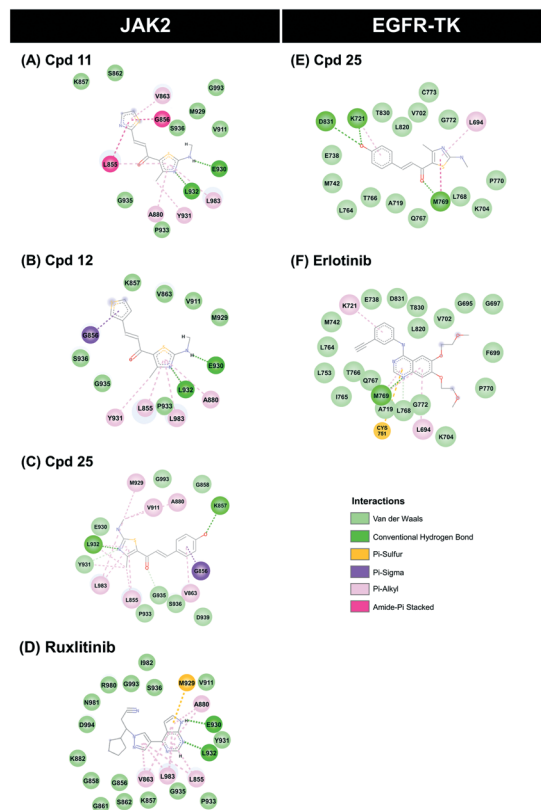 JAK2
EGFR-TK
(A) Cpd 11
K857
S862
V863
G993
G856
M929
S936
V911
L855
E930
L932
L983
G935
A880
Y931
P933
(B) Cpd 12
K857
V863
V911
M929
G856
S936
E930
G935
L932
A880
L855
P933
Y931
L983
(C) Cpd 25
M929
G993
G858
V911
A880
K857
E930
L932
Y931
G856
L983
G935
V863
L855
S936
P933
D939
(D) Ruxlitinib
I982
R980
G993
S936
M929
V911
N981
A880
D994
E930
Y931
K882
L932
G858
G856
V863
L983
L855
G861
S862
K857
G935
P933
(E) Cpd 25
C773
D831
K721
T830
V702
L820
G772
L694
E738
M742
P770
T766
L768
L764
A719
M769
K704
Q767
(F) Erlotinib
K721
E738
D831
T830
G695
G697
M742
V702
L820
L764
F699
L753
T766
Q767
P770
I765
M769
G772
A719
L768
CYS
751
L694
K704
Interactions
Van der Waals
Conventional Hydrogen Bond
Pi-Sulfur
Pi-Sigma
Pi-Alkyl
Amide-Pi Stacked